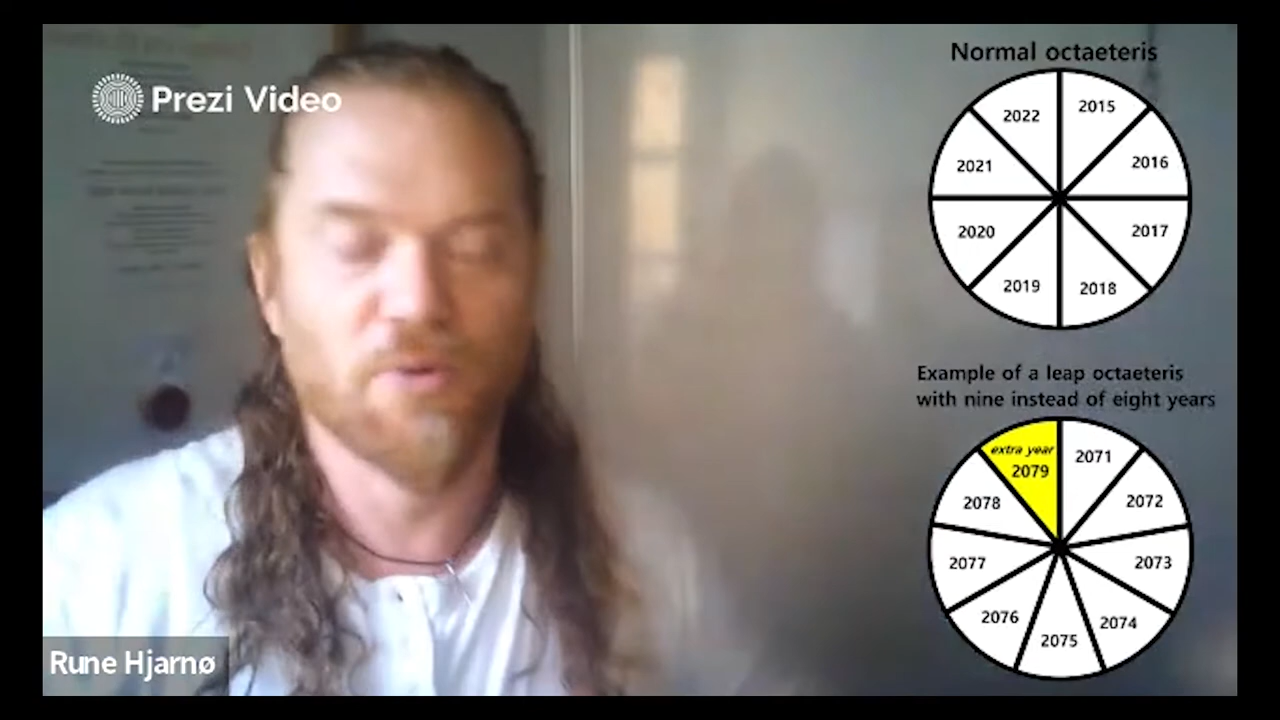 Prezi Video
Normal octaeteris
2022
2015
2021
2016
2020
2017
2019
2018
Example of a leap octaeteris
with nine instead of eight years
extra year
2079
2071
2078
2072
2077
2073
2076
2074
2075
Rune Hjarnø